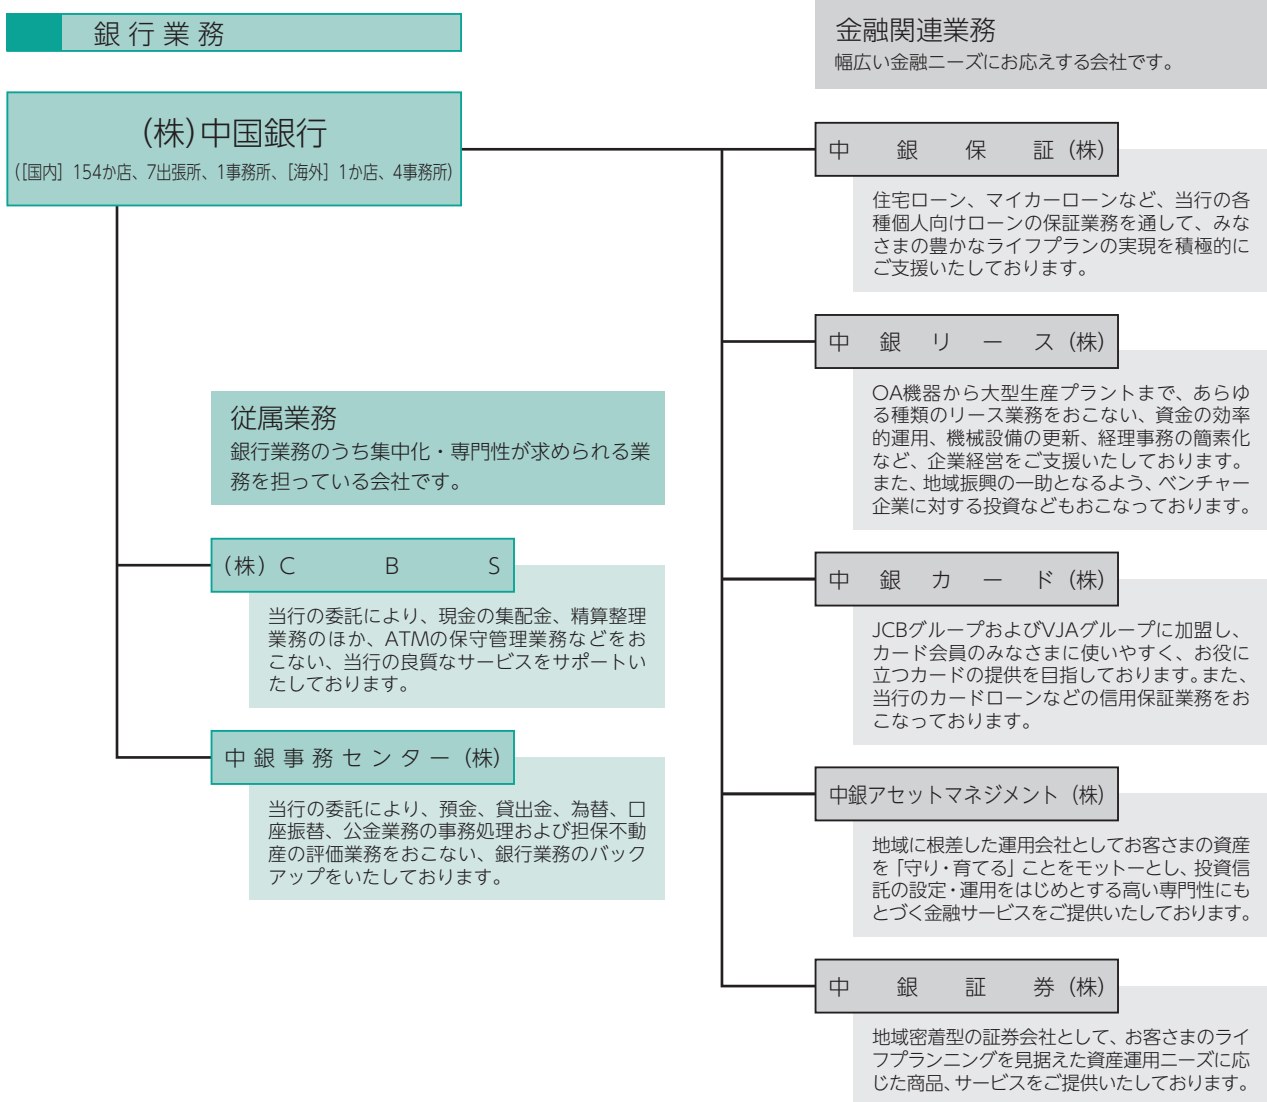 銀行業務
(株)中国銀行
([国内] 154か店、7出張所、1事務所、[海外] 1か店、4事務所)
従属業務
銀行業務のうち集中化・専門性が求められる業
務を担っている会社です。
(株)CBS
当行の委託により、現金の集配金、精算整理
業務のほか、ATMの保守管理業務などをお
こない、当行の良質なサービスをサポートい
たしております。
中銀事務センター(株)
当行の委託により、預金、貸出金、為替、口
座振替、公金業務の事務処理および担保不動
産の評価業務をおこない、銀行業務のバック
アップをいたしております。
金融関連業務
幅広い金融ニーズにお応えする会社です。
中銀保証(株)
住宅ローン、マイカーローンなど、当行の各
種個人向けローンの保証業務を通して、みな
さまの豊かなライフプランの実現を積極的に
ご支援いたしております。
中銀リース(株)
OA機器から大型生産プラントまで、あらゆ
る種類のリース業務をおこない、資金の効率
的運用、機械設備の更新、経理事務の簡素化
など、企業経営をご支援いたしております。
また、地域振興の一助となるよう、ベンチャー
企業に対する投資などもおこなっております。
中銀カード(株)
JCBグループおよびVJAグループに加盟し、
カード会員のみなさまに使いやすく、お役に
立つカードの提供を目指しております。また、
当行のカードローンなどの信用保証業務をお
こなっております。
中銀アセットマネジメント(株)
地域に根差した運用会社としてお客さまの資産
を「守り・育てる」ことをモットーとし、投資信
託の設定・運用をはじめとする高い専門性にも
とづく金融サービスをご提供いたしております。
中銀証券(株)
地域密着型の証券会社として、お客さまのライ
フプランニングを見据えた資産運用ニーズに応
じた商品、サービスをご提供いたしております。